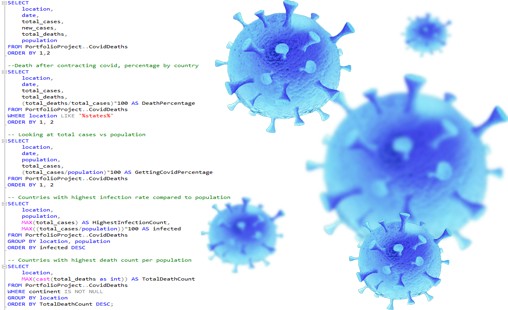 SELECT
location,
date,
total_cases,
new_cases,
total_deaths,
population
FROM PortfolioProject..CovidDeaths
ORDER BY 1,2
--Death after contracting covid, percentage by country
SELECT
location,
date,
total_cases,
total_deaths,
(total_deaths/total_cases)*100 AS DeathPercentage
FROM PortfolioProject..CovidDeaths
WHERE location LIKE '%states%'
ORDER BY 1, 2
-- Looking at total cases vs population
SELECT
location,
date,
population,
total_cases,
(total_cases/population)*100 AS GettingCovidPercentage
FROM PortfolioProject..CovidDeaths
ORDER BY 1, 2
-- Countries with highest infection rate compared to population
SELECT
location,
population,
MAX(total_cases) AS HighestInfectionCount,
MAX((total_cases/population))*100 AS infected
FROM PortfolioProject..CovidDeaths
GROUP BY location, population
ORDER BY infected DESC
-- Countries with highest death count per population
SELECT
location,
MAX(cast(total_deaths as int)) AS TotalDeathCount
FROM PortfolioProject..CovidDeaths
WHERE continent IS NOT NULL
GROUP BY location
ORDER BY TotalDeathCount DESC;